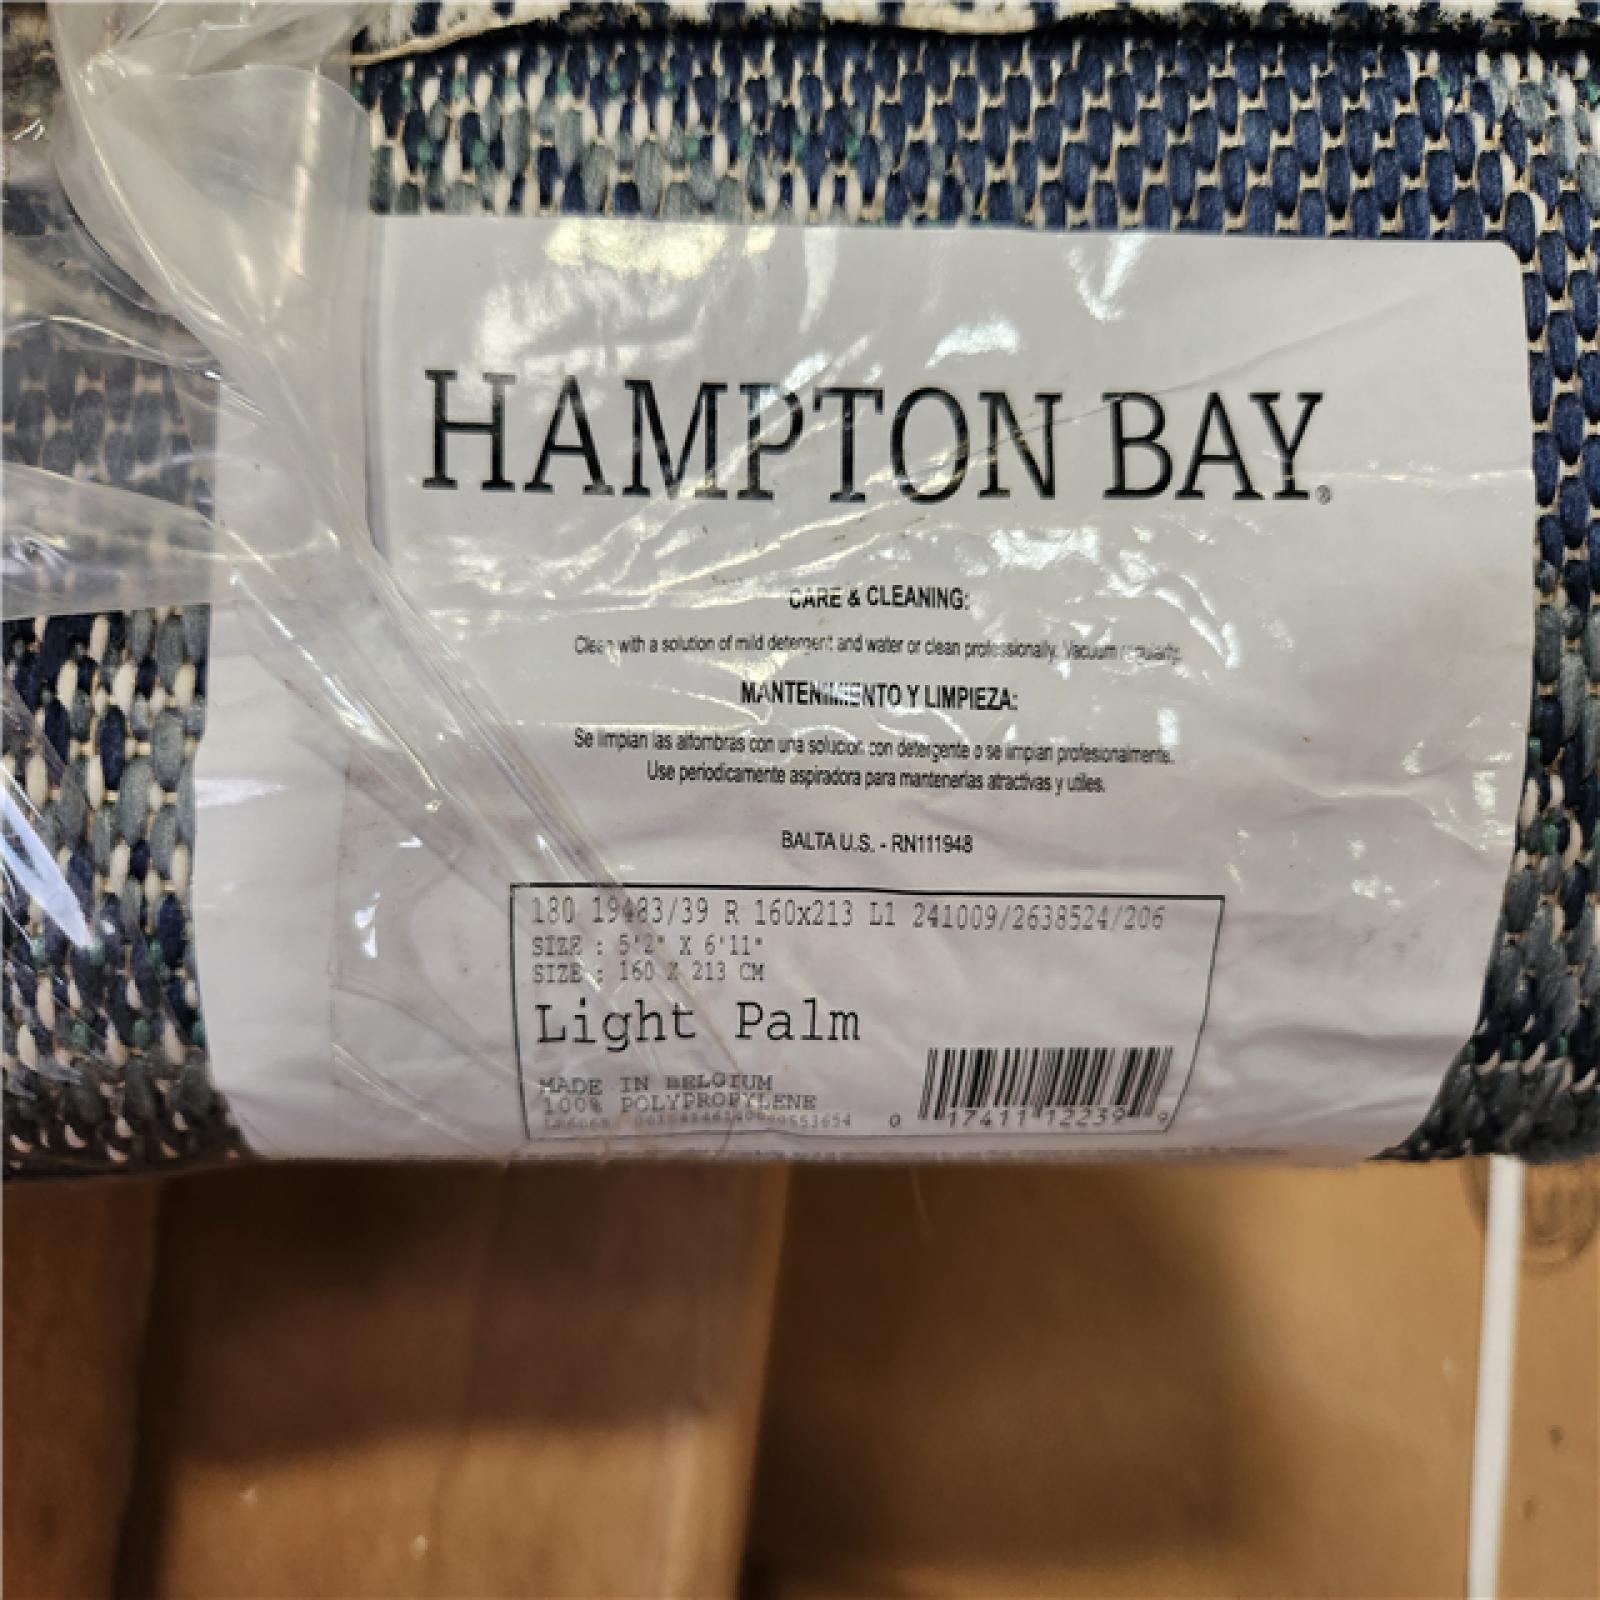 HAMPTON BAY®
CARE & CLEANING:
Clean with a solution of mild detergent and water or clean professionally. Vacuum regularly.
MANTENIMIENTO Y LIMPIEZA:
Se limpian las alfombras con una solucion con detergente o se limpian profesionalmente.
Use periodicamente aspiradora para mantenerlas atractivas y utiles.
BALTA U.S. - RN111948
180 19483/39 R 160x213 L1 241009/2638524/206
SIZE : 5'2" X 6'11"
SIZE : 160 X 213 CM
Light Palm
MADE IN BELGIUM
100% POLYPROPYLENE
0 17411 12239 9